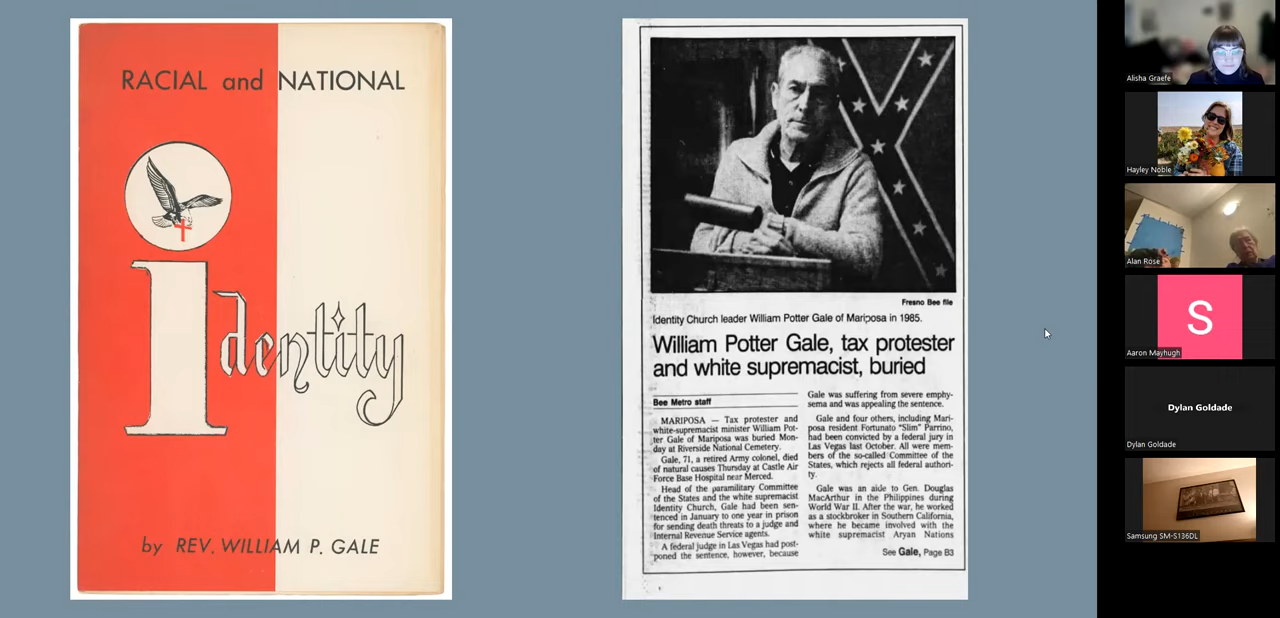 RACIAL and NATIONAL
identity
by REV. WILLIAM P. GALE
Fresno Bee file
Identity Church leader William Potter Gale of Mariposa in 1985.
William Potter Gale, tax protester
and white supremacist, buried
Bee Metro staff
MARIPOSA — Tax protester and
white-supremacist minister William Pot-
ter Gale of Mariposa was buried Mon-
day at Riverside National Cemetery.
Gale, 71, a retired Army colonel, died
of natural causes Thursday at Castle Air
Force Base Hospital near Merced.
Head of the paramilitary Committee
of the States and the white supremacist
Identity Church, Gale had been sen-
tenced in January to one year in prison
for sending death threats to a judge and
Internal Revenue Service agents.
A federal judge in Las Vegas had post-
poned the sentence, however, because
Gale was suffering from severe emphy-
sema and was appealing the sentence.
Gale and four others, including Mari-
posa resident Fortunato "Slim" Parrino,
had been convicted by a federal jury in
Las Vegas last October. All were mem-
bers of the so-called Committee of the
States, which rejects all federal authori-
ty.
Gale was an aide to Gen. Douglas
MacArthur in the Philippines during
World War II. After the war, he worked
as a stockbroker in Southern California,
where he became involved with the
white supremacist Aryan Nations
See Gale, Page B3
Alisha Graefe
Hayley Noble
Alan Rose
S
Aaron Mayhugh
Dylan Goldade
Dylan Goldade
Samsung SM-S136DL